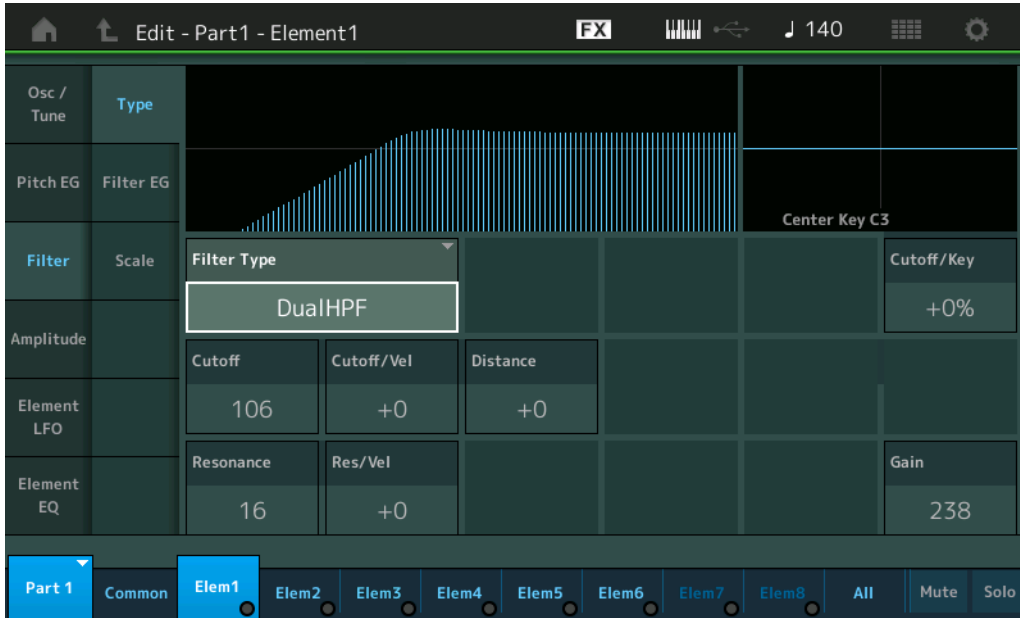 Edit - Part1 - Element1
FX
140
Osc /
Tune
Type
Pitch EG
Filter EG
Filter
Scale
Amplitude
Element
LFO
Element
EQ
Center Key C3
Filter Type
DualHPF
Cutoff/Key
+0%
Cutoff
106
Cutoff/Vel
+0
Distance
+0
Resonance
16
Res/Vel
+0
Gain
238
Part 1
Common
Elem1
Elem2
Elem3
Elem4
Elem5
Elem6
Elem7
Elem8
All
Mute
Solo